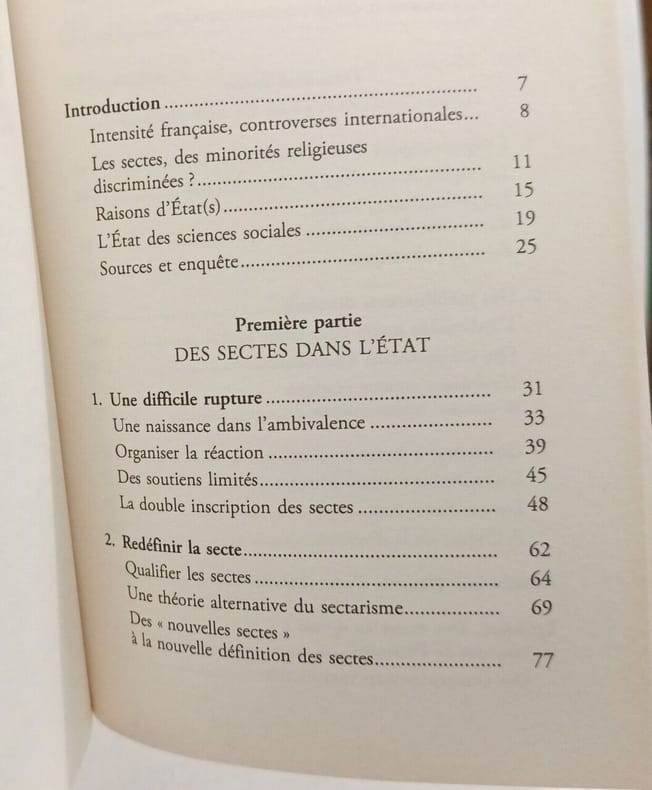 Introduction .................................................. 7
Intensité française, controverses internationales... 8
Les sectes, des minorités religieuses
discriminées ?.................................................. 11
Raisons d'État(s).................................................. 15
L'État des sciences sociales .................................. 19
Sources et enquête............................................. 25
Première partie
DES SECTES DANS L'ÉTAT
1. Une difficile rupture ........................................ 31
Une naissance dans l'ambivalence ........................ 33
Organiser la réaction ........................................ 39
Des soutiens limités.......................................... 45
La double inscription des sectes ........................... 48
2. Redéfinir la secte............................................. 62
Qualifier les sectes ............................................ 64
Une théorie alternative du sectarisme................... 69
Des « nouvelles sectes »
à la nouvelle définition des sectes........................ 77